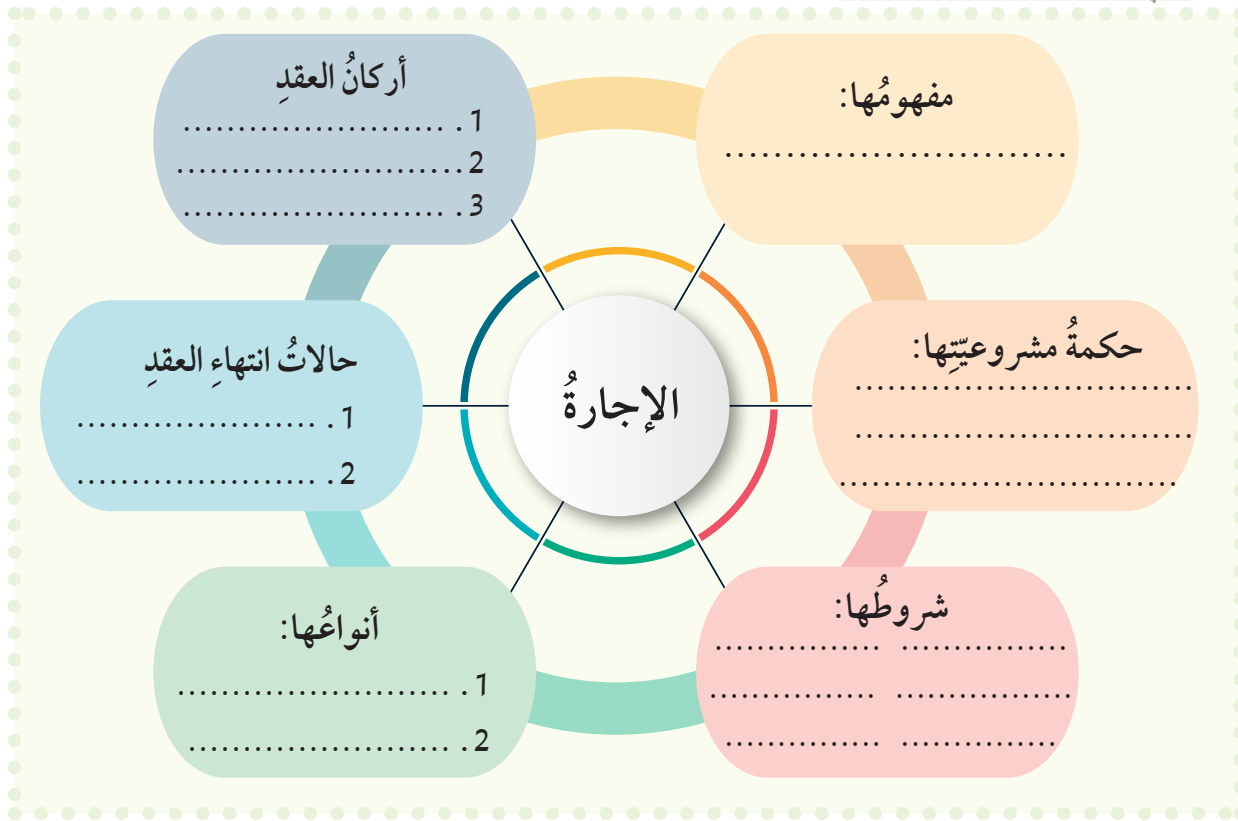 مفهومُها:
............................
أركانُ العقدِ
1. ........................
2. ........................
3. ........................
حكمةُ مشروعيّتِها:
............................
............................
............................
الإجارةُ
حالاتُ انتهاءِ العقدِ
1. ......................
2. ......................
شروطُها:
............... ...............
............... ...............
............... ...............
أنواعُها:
1. .........................
2. .........................